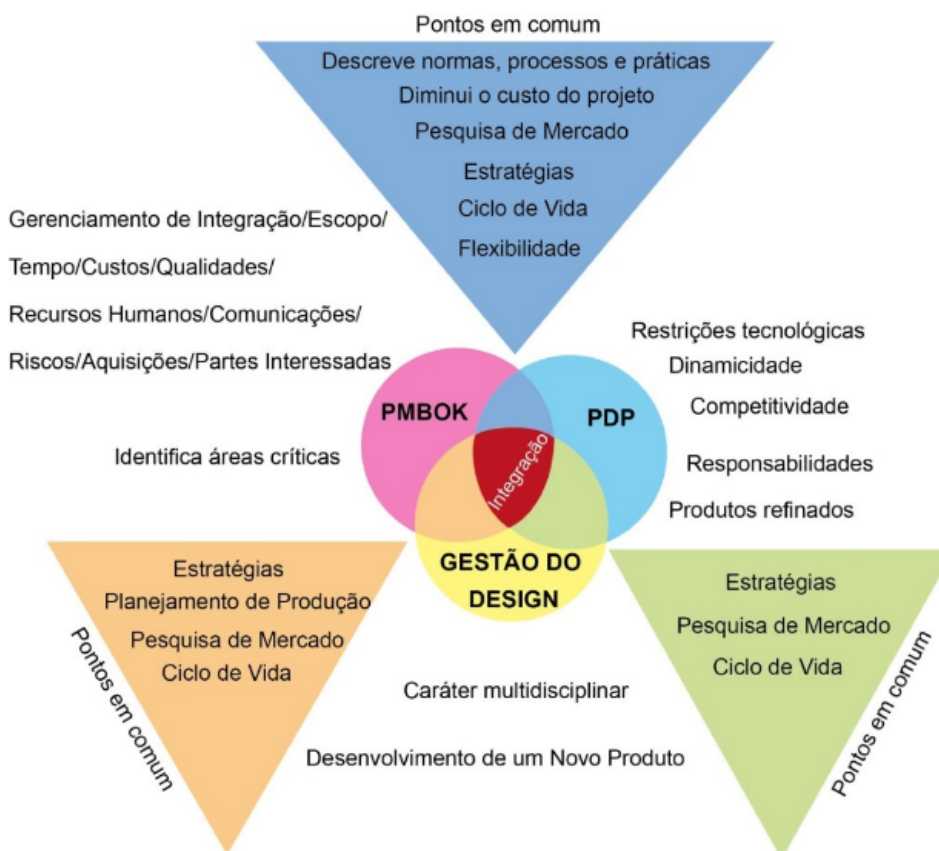 Pontos em comum
Descreve normas, processos e práticas
Diminui o custo do projeto
Pesquisa de Mercado
Estratégias
Ciclo de Vida
Flexibilidade
Gerenciamento de Integração/Escopo/
Tempo/Custos/Qualidades/
Recursos Humanos/Comunicações/
Riscos/Aquisições/Partes Interessadas
Identifica áreas críticas
Restrições tecnológicas
Dinamicidade
Competitividade
Responsabilidades
Produtos refinados
PMBOK
PDP
Integração
GESTÃO DO
DESIGN
Estratégias
Planejamento de Produção
Pesquisa de Mercado
Ciclo de Vida
Pontos em comum
Caráter multidisciplinar
Desenvolvimento de um Novo Produto
Estratégias
Pesquisa de Mercado
Ciclo de Vida
Pontos em comum